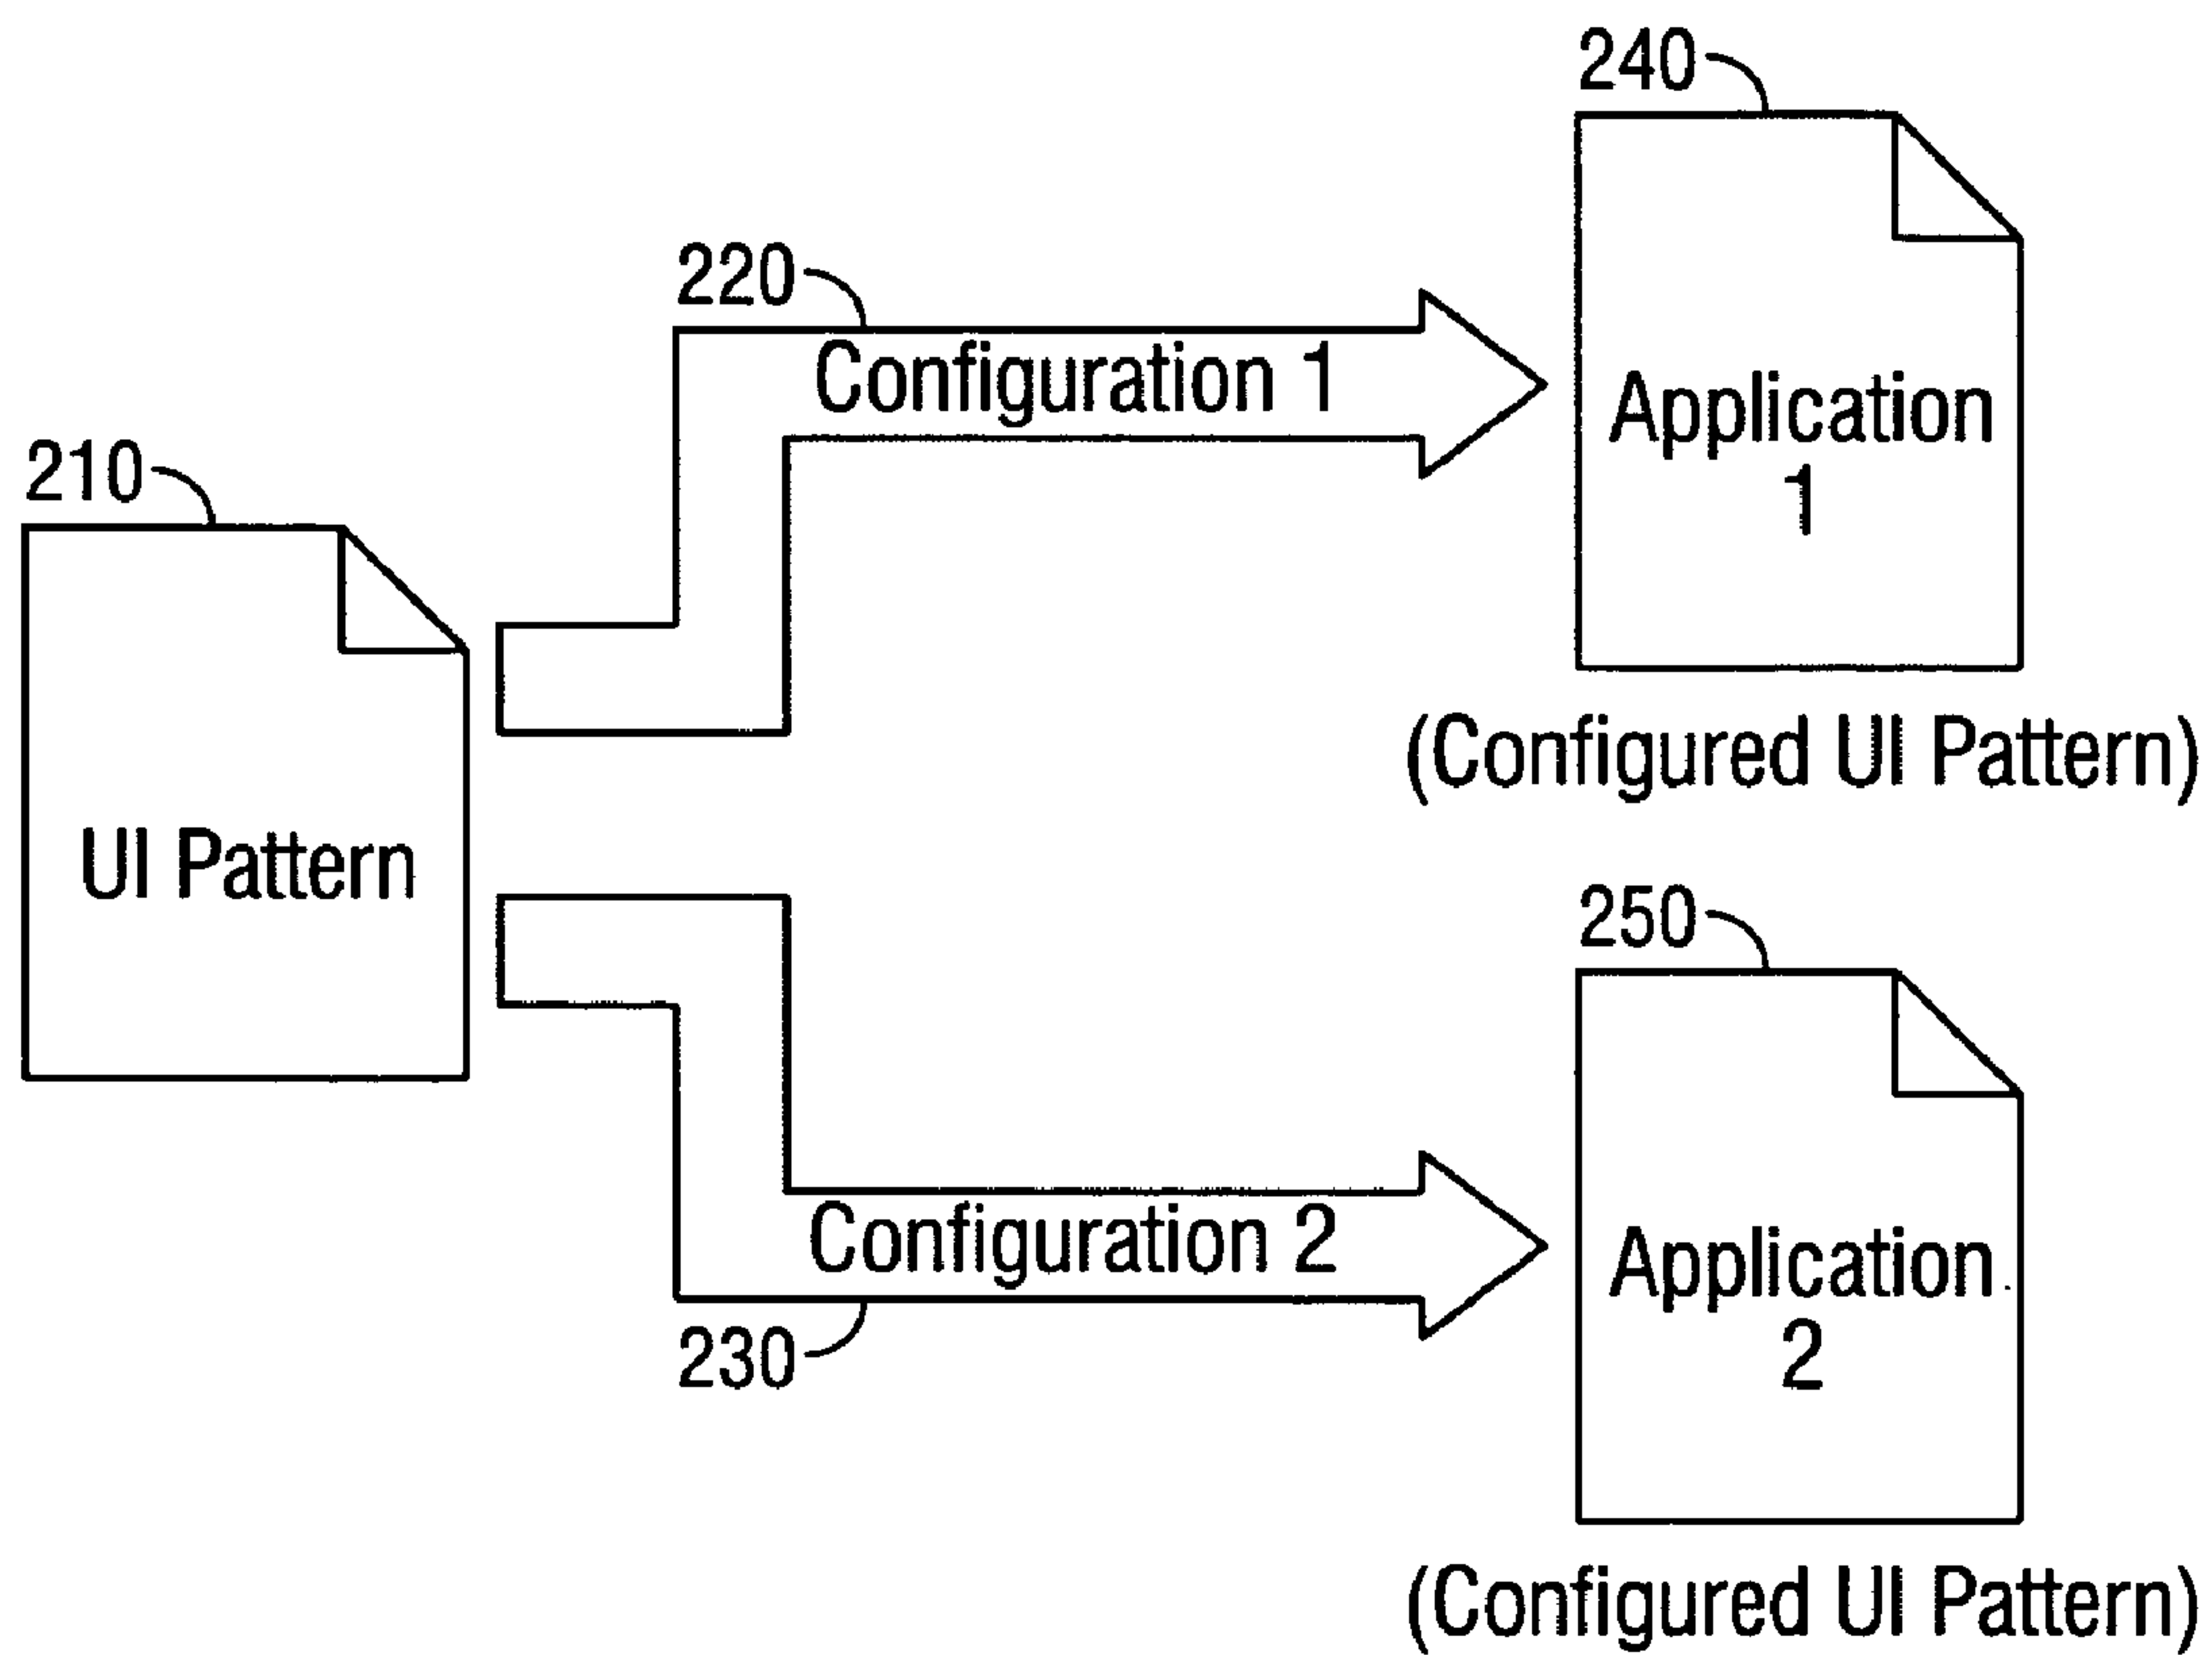 240
220
Configuration 1
Application
1
210
(Configured UI Pattern)
UI Pattern
250
Configuration 2
Application
2
230
(Configured UI Pattern)